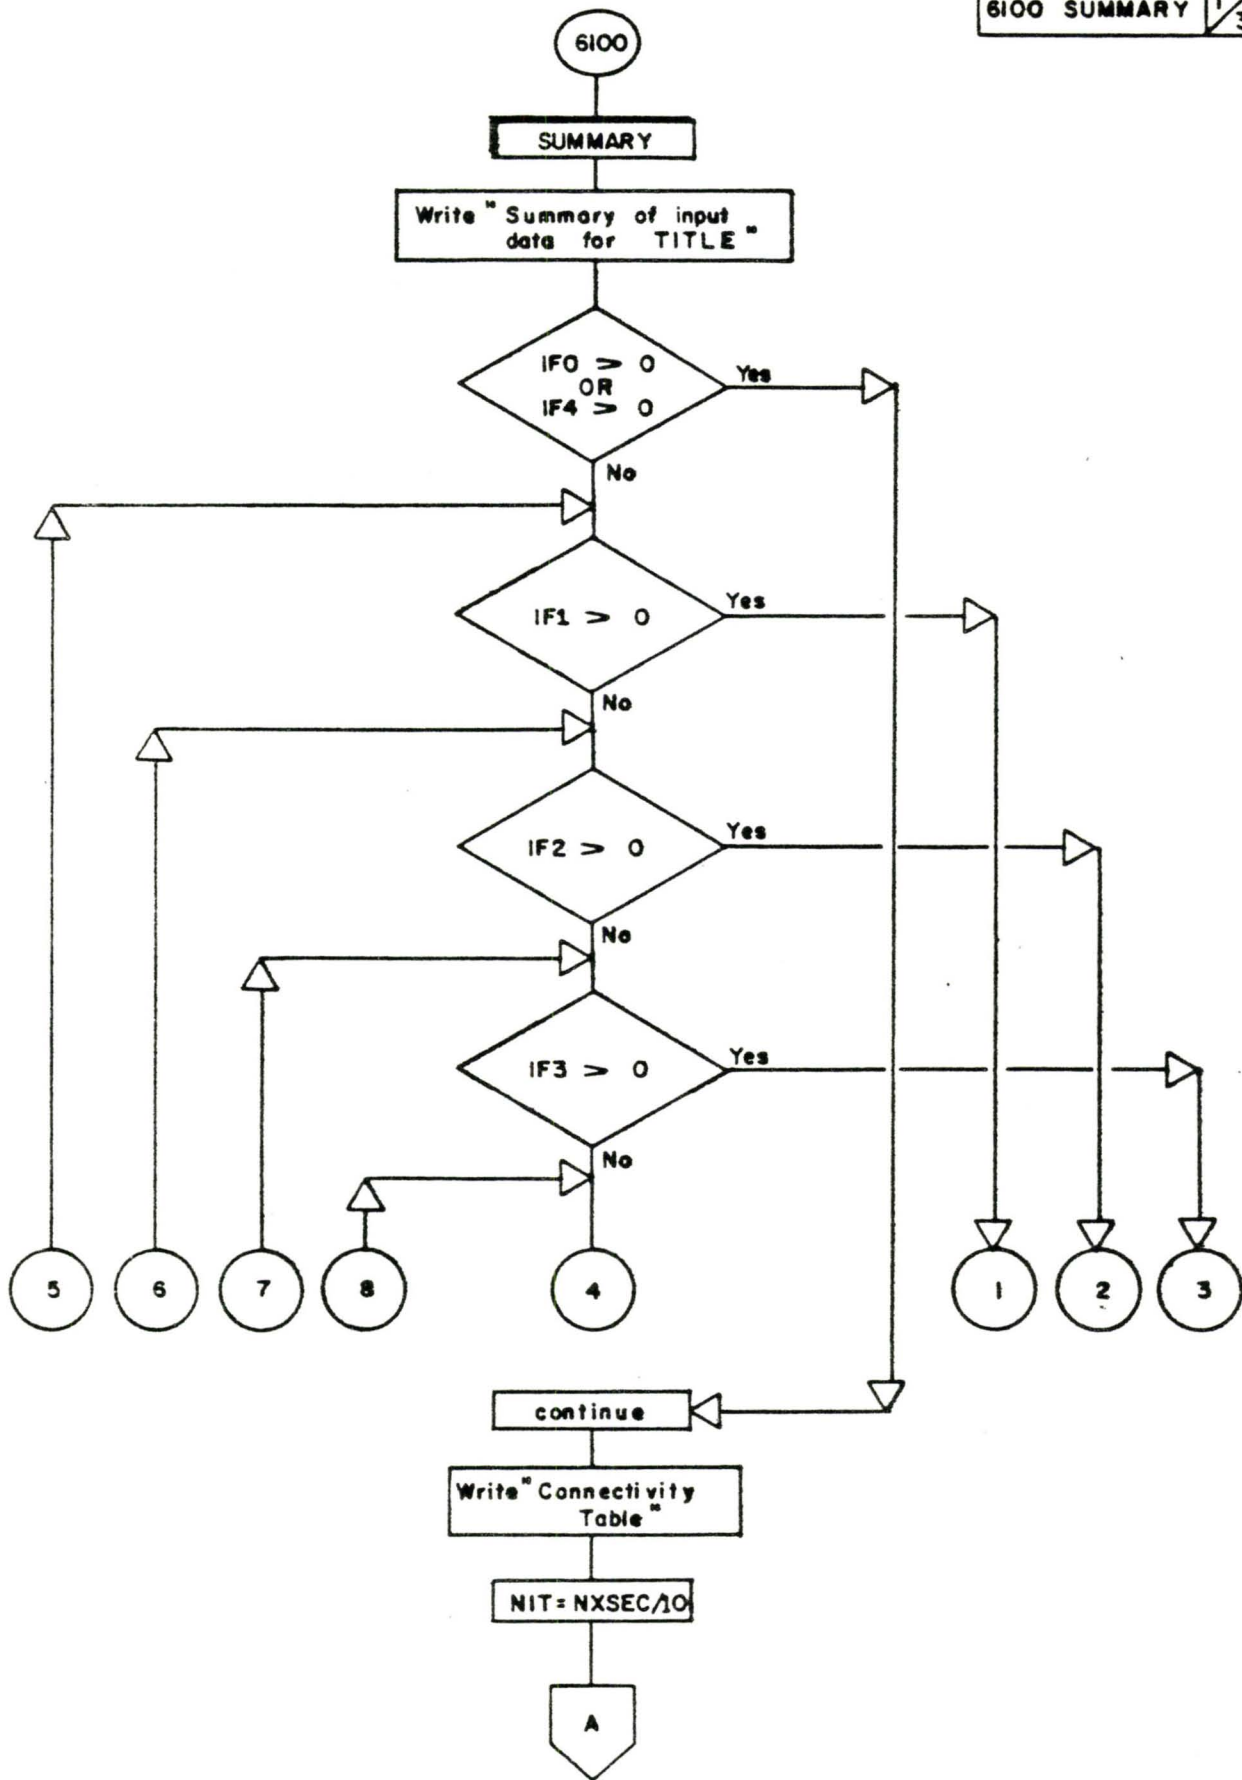 6100 SUMMARY 1/3
6100
SUMMARY
Write " Summary of input
data for TITLE "
IF0 > 0
OR
IF4 > 0
Yes
No
IF1 > 0
Yes
No
IF2 > 0
Yes
No
IF3 > 0
Yes
No
5
6
7
8
4
1
2
3
continue
Write " Connectivity
Table "
NIT = NXSEC/10
A